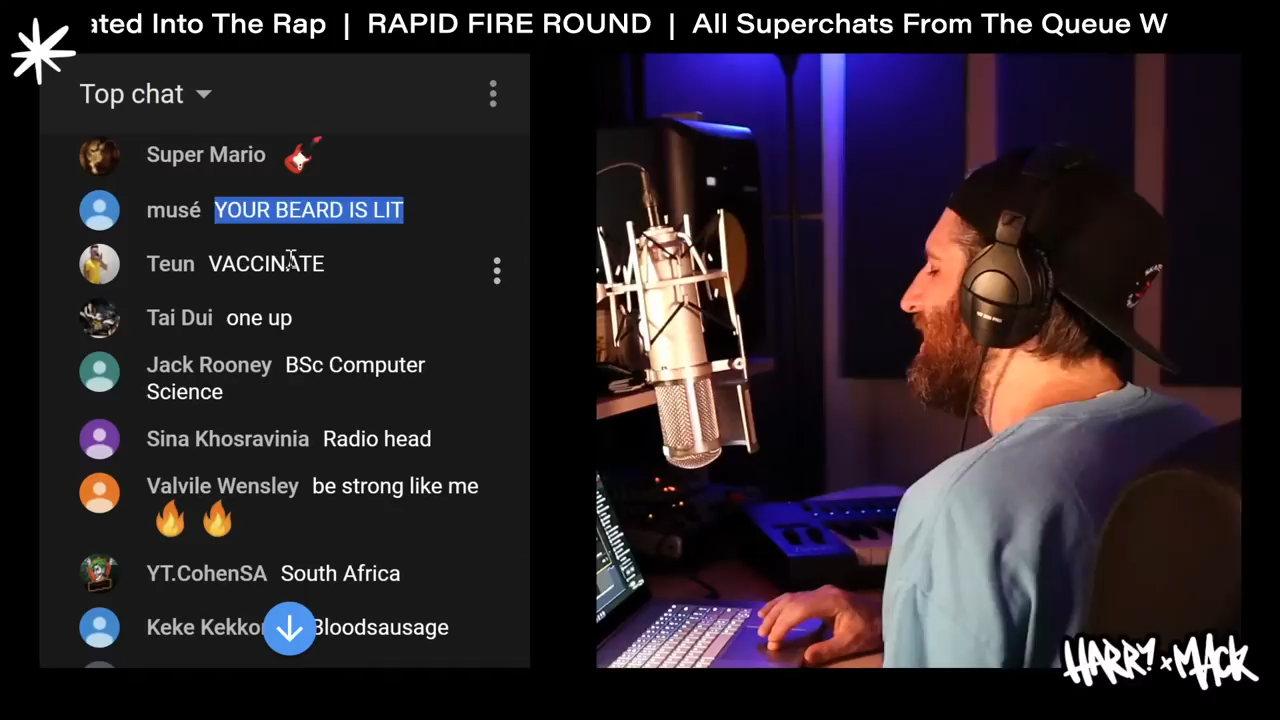 ated Into The Rap | RAPID FIRE ROUND | All Superchats From The Queue W
Top chat
Super Mario
musé YOUR BEARD IS LIT
Teun VACCINATE
Tai Dui one up
Jack Rooney BSc Computer
Science
Sina Khosravinia Radio head
Valvile Wensley be strong like me
YT.CohenSA South Africa
Keke Kekko Bloodsausage
HARRY x MACK